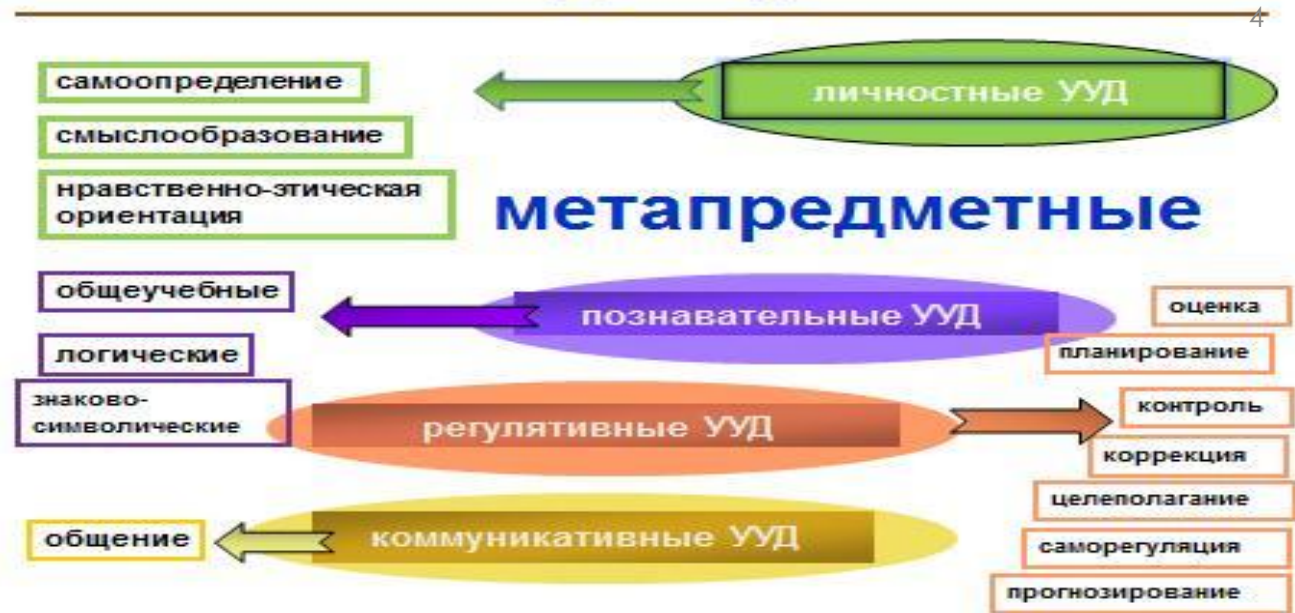 4
самоопределение
личностные УУД
смыслообразование
нравственно-этическая
ориентация
метапредметные
общеучебные
познавательные УУД
оценка
логические
планирование
знаково-
символические
регулятивные УУД
контроль
коррекция
целеполагание
общение
коммуникативные УУД
саморегуляция
прогнозирование